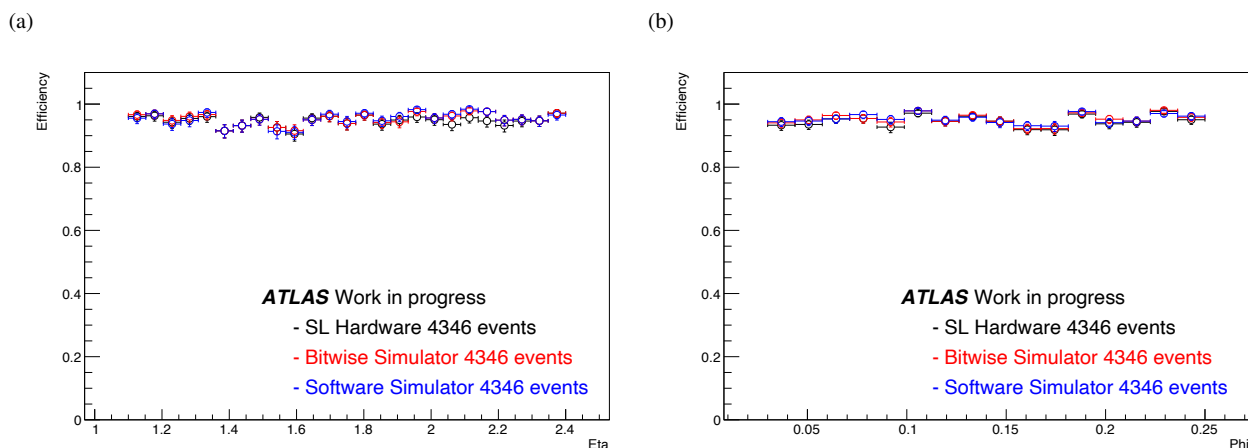 (a)
Efficiency
1
0.8
0.6
0.4
0.2
0
ATLAS Work in progress
- SL Hardware 4346 events
- Bitwise Simulator 4346 events
- Software Simulator 4346 events
1 1.2 1.4 1.6 1.8 2 2.2 2.4
Eta
(b)
Efficiency
1
0.8
0.6
0.4
0.2
0
ATLAS Work in progress
- SL Hardware 4346 events
- Bitwise Simulator 4346 events
- Software Simulator 4346 events
0.05 0.1 0.15 0.2 0.25
Phi